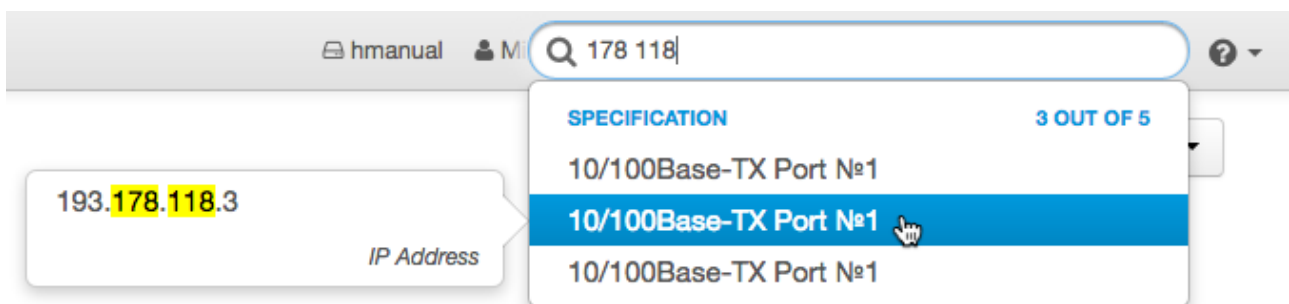 hmanual
178 118
SPECIFICATION 3 OUT OF 5
10/100Base-TX Port №1
193.178.118.3
10/100Base-TX Port №1
IP Address
10/100Base-TX Port №1